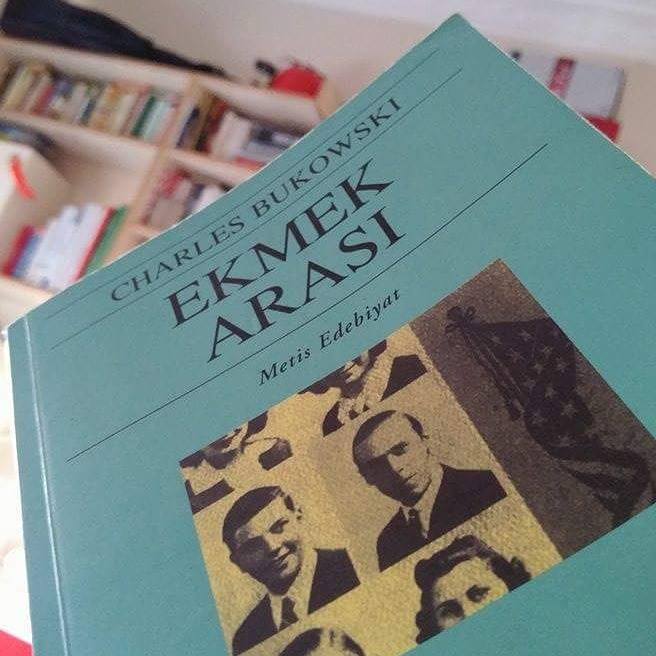 CHARLES BUKOWSKI
EKMEK
ARASI
Metis Edebiyat